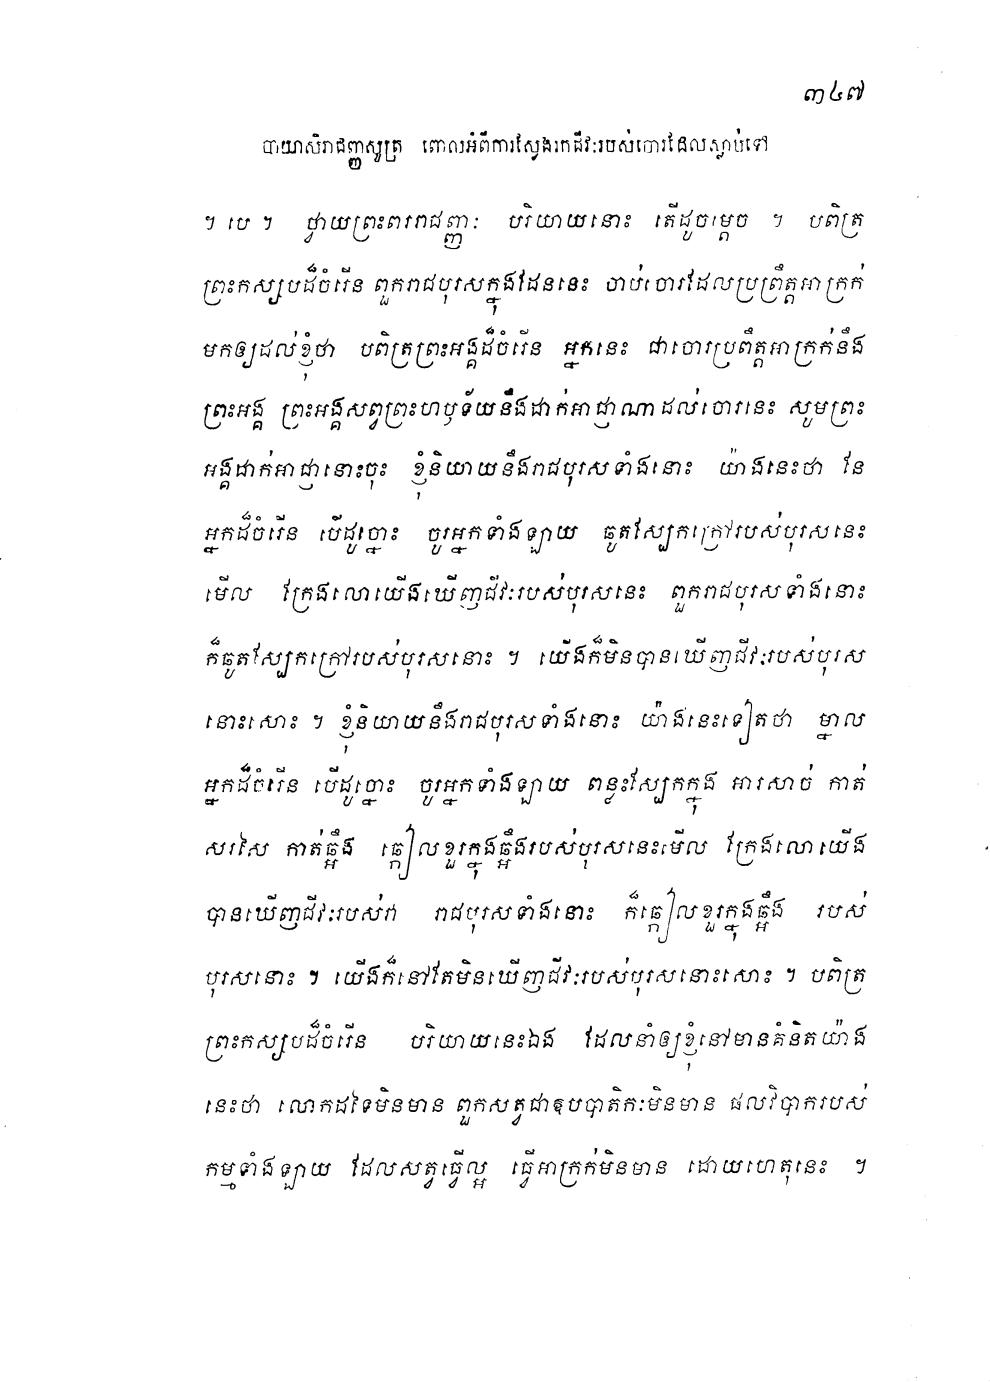 ៣៤៧
បាយាសិរាជញ្ញសូត្រ ពោលអំពីការស្វែងរកជីវៈរបស់ចោរដែលស្លាប់ទៅ
។ បេ ។ ថ្វាយព្រះពររាជញ្ញៈ បរិយាយនោះ តើដូចម្ដេច ។ បពិត្រ
ព្រះកស្សបដ៏ចំរើន ពួករាជបុរសក្នុងដែននេះ ចាប់ចោរដែលប្រព្រឹត្តអាក្រក់
មកឲ្យដល់ខ្ញុំថា បពិត្រព្រះអង្គដ៏ចំរើន អ្នកនេះ ជាចោរប្រពឹត្តអាក្រក់នឹង
ព្រះអង្គ ព្រះអង្គសព្វព្រះហឫទ័យនឹងដាក់អាជ្ញាណាដល់ចោរនេះ សូមព្រះ
អង្គដាក់អាជ្ញានោះចុះ ខ្ញុំនិយាយនឹងរាជបុរសទាំងនោះ យ៉ាងនេះថា នែ
អ្នកដ៏ចំរើន បើដូច្នោះ ចូរអ្នកទាំងឡាយ ឆូតស្បែកក្រៅរបស់បុរសនេះ
មើល ក្រែងលោយើងឃើញជីវៈរបស់បុរសនេះ ពួករាជបុរសទាំងនោះ
ក៏ឆូតស្បែកក្រៅរបស់បុរសនោះ ។ យើងក៏មិនបានឃើញជីវៈរបស់បុរស
នោះសោះ ។ ខ្ញុំនិយាយនឹងរាជបុរសទាំងនោះ យ៉ាងនេះទៀតថា ម្នាល
អ្នកដ៏ចំរើន បើដូច្នោះ ចូរអ្នកទាំងឡាយ ពន្លះស្បែកក្នុង អារសាច់ កាត់
សរសៃ កាត់ឆ្អឹង ឆ្កៀលខួរក្នុងឆ្អឹងរបស់បុរសនេះមើល ក្រែងលោយើង
បានឃើញជីវៈរបស់វា រាជបុរសទាំងនោះ ក៏ឆ្កៀលខួរក្នុងឆ្អឹង របស់
បុរសនោះ ។ យើងក៏នៅតែមិនឃើញជីវៈរបស់បុរសនោះសោះ ។ បពិត្រ
ព្រះកស្សបដ៏ចំរើន បរិយាយនេះឯង ដែលនាំឲ្យខ្ញុំនៅមានគំនិតយ៉ាង
នេះថា លោកដទៃមិនមាន ពួកសត្វជាឧបបាតិកៈមិនមាន ផលវិបាករបស់
កម្មទាំងឡាយ ដែលសត្វធ្វើល្អ ធ្វើអាក្រក់មិនមាន ដោយហេតុនេះ ។